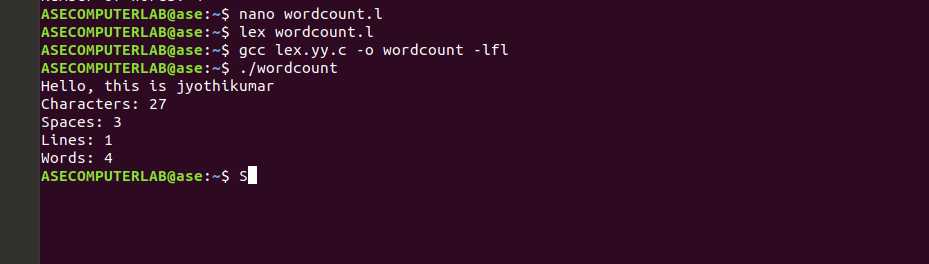 ASECOMPUTERLAB@ase:~$ nano wordcount.l
ASECOMPUTERLAB@ase:~$ lex wordcount.l
ASECOMPUTERLAB@ase:~$ gcc lex.yy.c -o wordcount -lfl
ASECOMPUTERLAB@ase:~$ ./wordcount
Hello, this is jyothikumar
Characters: 27
Spaces: 3
Lines: 1
Words: 4
ASECOMPUTERLAB@ase:~$ S